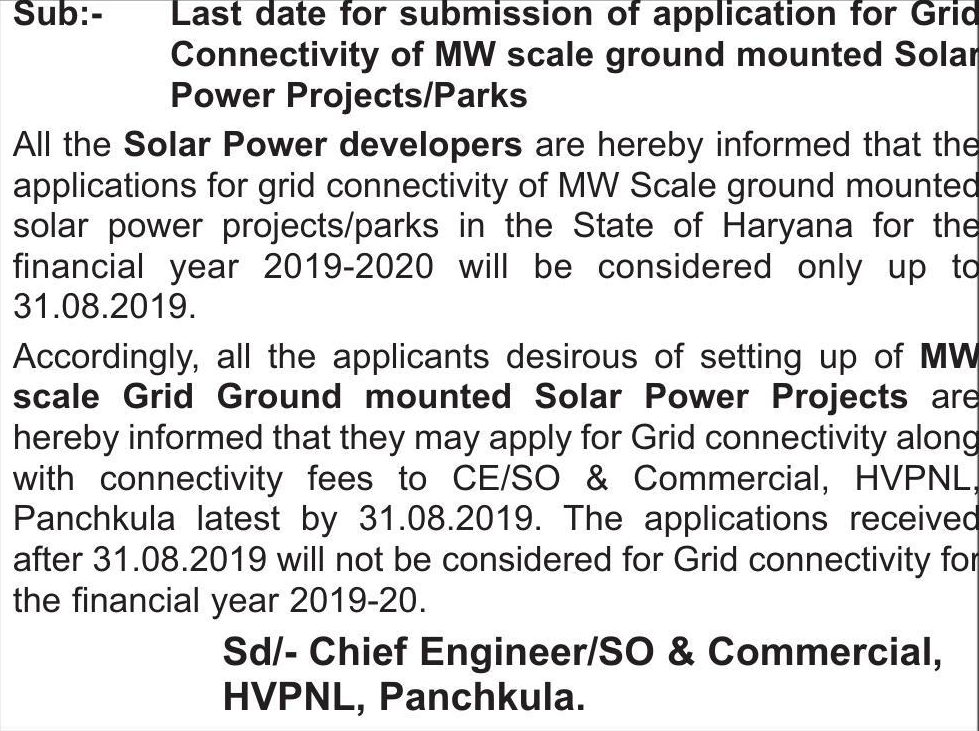 Sub:- Last date for submission of application for Grid
Connectivity of MW scale ground mounted Solar
Power Projects/Parks
All the Solar Power developers are hereby informed that the
applications for grid connectivity of MW Scale ground mounted
solar power projects/parks in the State of Haryana for the
financial year 2019-2020 will be considered only up to
31.08.2019.
Accordingly, all the applicants desirous of setting up of MW
scale Grid Ground mounted Solar Power Projects are
hereby informed that they may apply for Grid connectivity along
with connectivity fees to CE/SO & Commercial, HVPNL,
Panchkula latest by 31.08.2019. The applications received
after 31.08.2019 will not be considered for Grid connectivity for
the financial year 2019-20.
Sd/- Chief Engineer/SO & Commercial,
HVPNL, Panchkula.